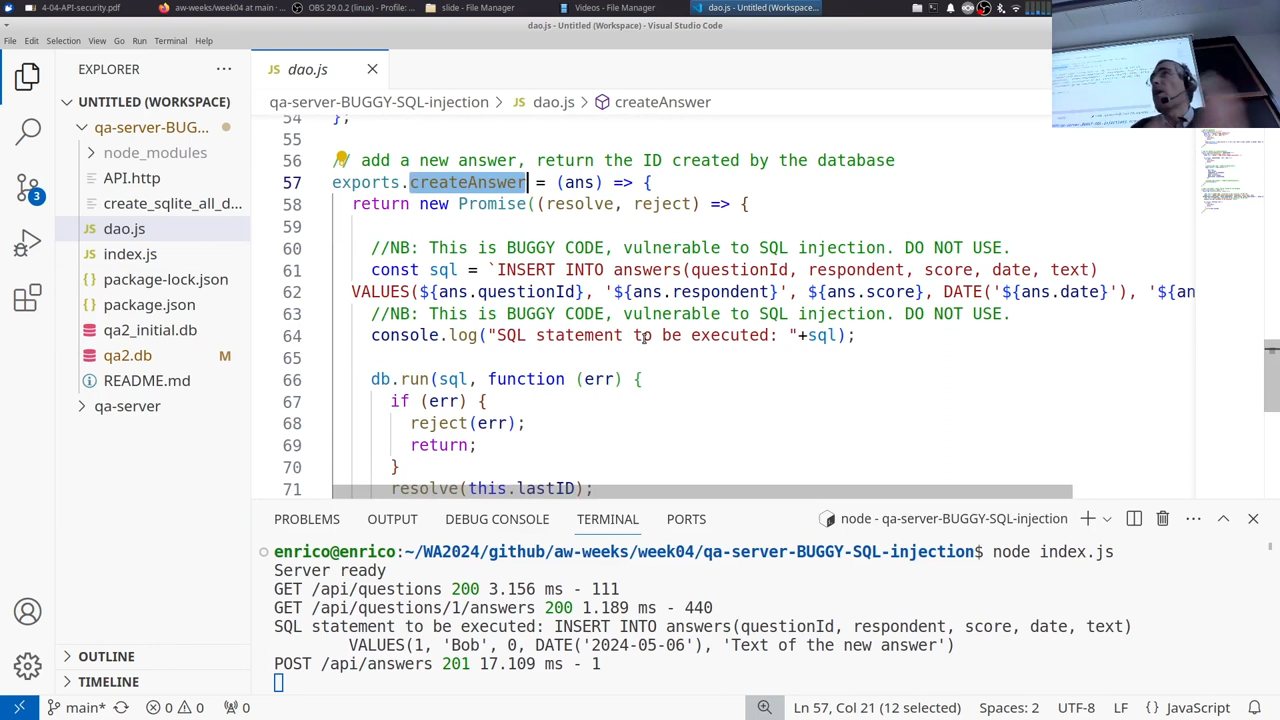 4-04-API-security.pdf
aw-weeks/week04 at main ·
OBS 29.0.2 (linux) - Profile:
slide - File Manager
Videos - File Manager
dao.js - Untitled (Workspace)
dao.js - Untitled (Workspace) - Visual Studio Code
File Edit Selection View Go Run Terminal Help
EXPLORER
JS dao.js
UNTITLED (WORKSPACE)
qa-server-BUGGY-SQL-injection > JS dao.js > createAnswer
qa-server-BUG...
node_modules
API.http
create_sqlite_all_d...
JS dao.js
JS index.js
package-lock.json
package.json
qa2_initial.db
qa2.db M
README.md
qa-server
OUTLINE
TIMELINE
3
54 };
55
56 / add a new answer, return the ID created by the database
57 exports.createAnswer = (ans) => {
58 return new Promise((resolve, reject) => {
59
60 //NB: This is BUGGY CODE, vulnerable to SQL injection. DO NOT USE.
61 const sql = `INSERT INTO answers(questionId, respondent, score, date, text)
62 VALUES(${ans.questionId}, '${ans.respondent}', ${ans.score}, DATE('${ans.date}'), '${an
63 //NB: This is BUGGY CODE, vulnerable to SQL injection. DO NOT USE.
64 console.log("SQL statement to be executed: "+sql);
65
66 db.run(sql, function (err) {
67 if (err) {
68 reject(err);
69 return;
70 }
71 resolve(this.lastID);
PROBLEMS OUTPUT DEBUG CONSOLE TERMINAL PORTS
node - qa-server-BUGGY-SQL-injection
enrico@enrico:~/WA2024/github/aw-weeks/week04/qa-server-BUGGY-SQL-injection$ node index.js
Server ready
GET /api/questions 200 3.156 ms - 111
GET /api/questions/1/answers 200 1.189 ms - 440
SQL statement to be executed: INSERT INTO answers(questionId, respondent, score, date, text)
VALUES(1, 'Bob', 0, DATE('2024-05-06'), 'Text of the new answer')
POST /api/answers 201 17.109 ms - 1
main* 0 0 0
Ln 57, Col 21 (12 selected) Spaces: 2 UTF-8 LF {} JavaScript